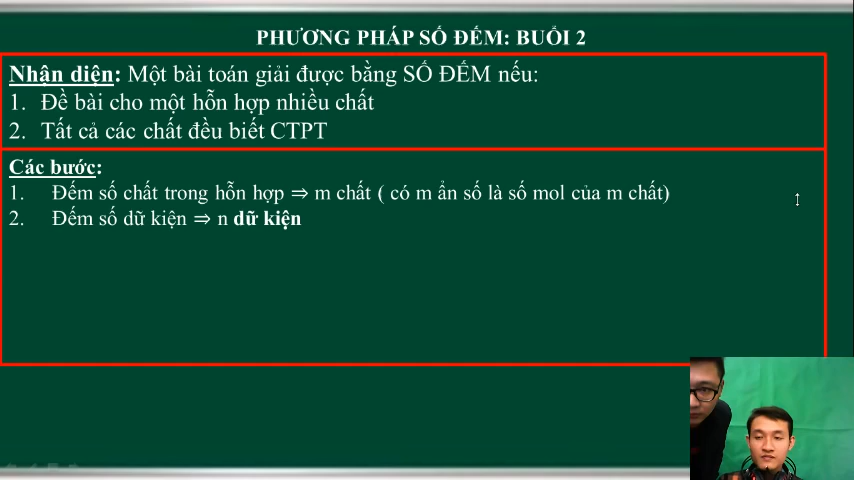 PHƯƠNG PHÁP SỐ ĐẾM: BUỔI 2
Nhận diện: Một bài toán giải được bằng SỐ ĐẾM nếu:
1. Đề bài cho một hỗn hợp nhiều chất
2. Tất cả các chất đều biết CTPT
Các bước:
1. Đếm số chất trong hỗn hợp ⇒ m chất ( có m ẩn số là số mol của m chất)
2. Đếm số dữ kiện ⇒ n dữ kiện